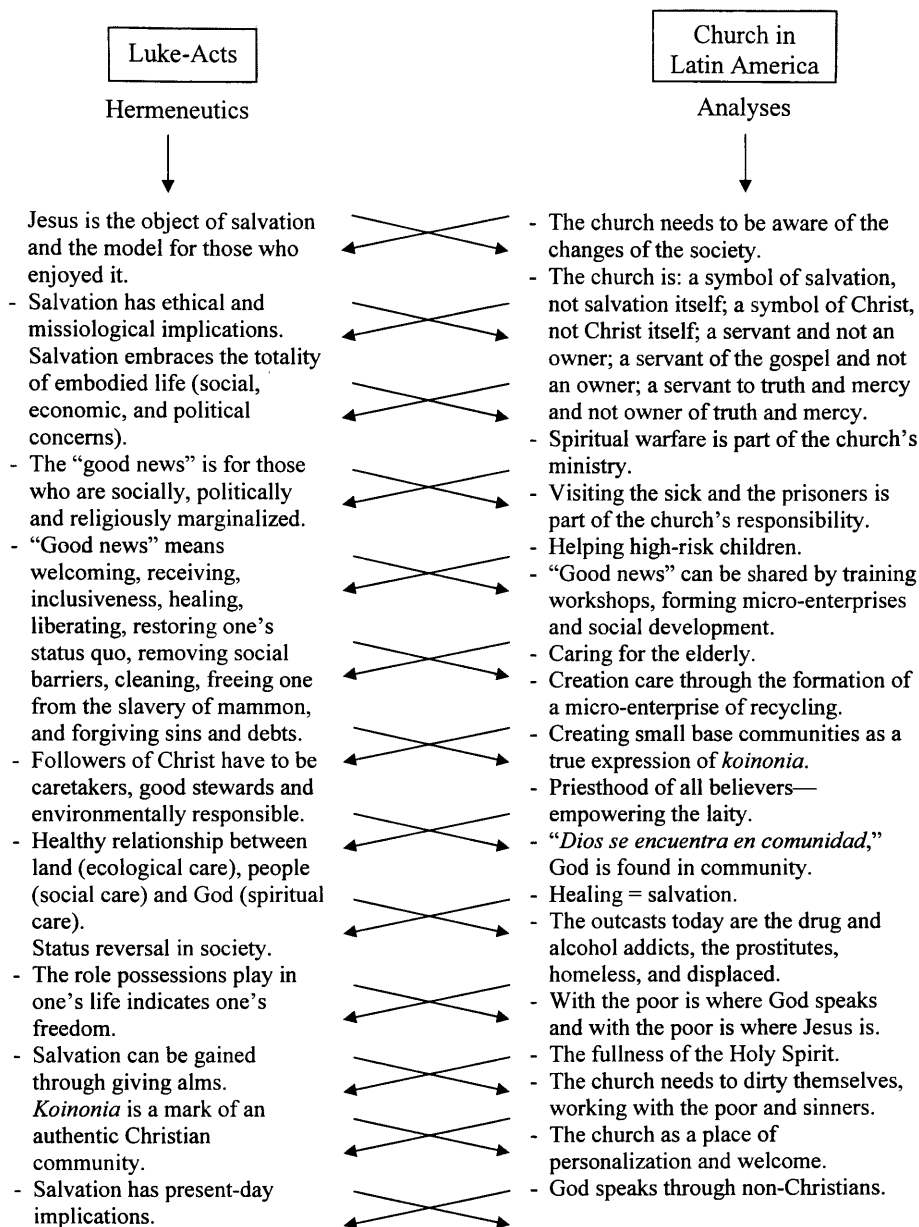 Luke-Acts
Hermeneutics
Jesus is the object of salvation
and the model for those who
enjoyed it.
- Salvation has ethical and
missiological implications.
Salvation embraces the totality
of embodied life (social,
economic, and political
concerns).
- The “good news” is for those
who are socially, politically
and religiously marginalized.
- “Good news” means
welcoming, receiving,
inclusiveness, healing,
liberating, restoring one’s
status quo, removing social
barriers, cleaning, freeing one
from the slavery of mammon,
and forgiving sins and debts.
- Followers of Christ have to be
caretakers, good stewards and
environmentally responsible.
- Healthy relationship between
land (ecological care), people
(social care) and God (spiritual
care).
Status reversal in society.
- The role possessions play in
one’s life indicates one’s
freedom.
- Salvation can be gained
through giving alms.
Koinonia is a mark of an
authentic Christian
community.
- Salvation has present-day
implications.
Church in
Latin America
Analyses
- The church needs to be aware of the
changes of the society.
- The church is: a symbol of salvation,
not salvation itself; a symbol of Christ,
not Christ itself; a servant and not an
owner; a servant of the gospel and not
an owner; a servant to truth and mercy
and not owner of truth and mercy.
- Spiritual warfare is part of the church’s
ministry.
- Visiting the sick and the prisoners is
part of the church’s responsibility.
- Helping high-risk children.
- “Good news” can be shared by training
workshops, forming micro-enterprises
and social development.
- Caring for the elderly.
- Creation care through the formation of
a micro-enterprise of recycling.
- Creating small base communities as a
true expression of koinonia.
- Priesthood of all believers—
empowering the laity.
- “Dios se encuentra en comunidad,”
God is found in community.
- Healing = salvation.
- The outcasts today are the drug and
alcohol addicts, the prostitutes,
homeless, and displaced.
- With the poor is where God speaks
and with the poor is where Jesus is.
- The fullness of the Holy Spirit.
- The church needs to dirty themselves,
working with the poor and sinners.
- The church as a place of
personalization and welcome.
- God speaks through non-Christians.